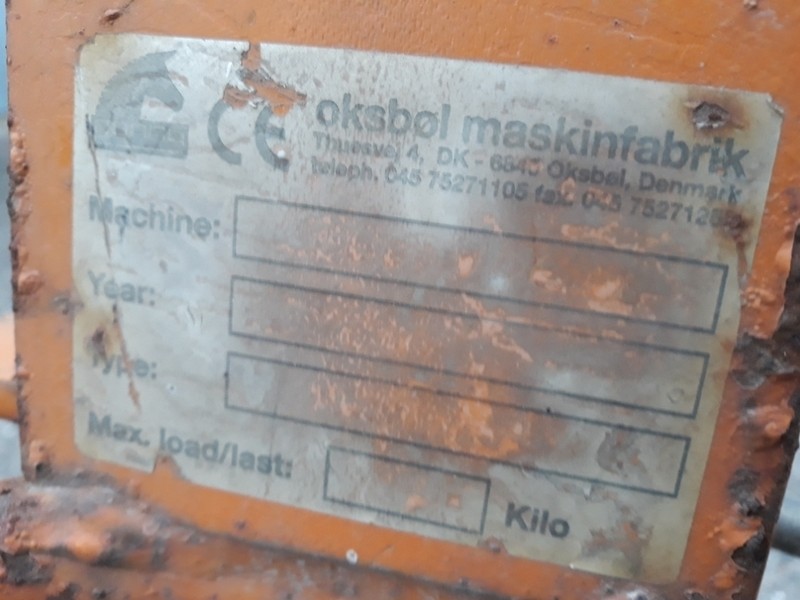 CE
oksbøl maskinfabrik
Thuesvej 4, DK - 6840 Oksbøl, Denmark
teleph. 045 75271105 fax. 045
Machine:
Year:
Type:
Max. load/last:
Kilo